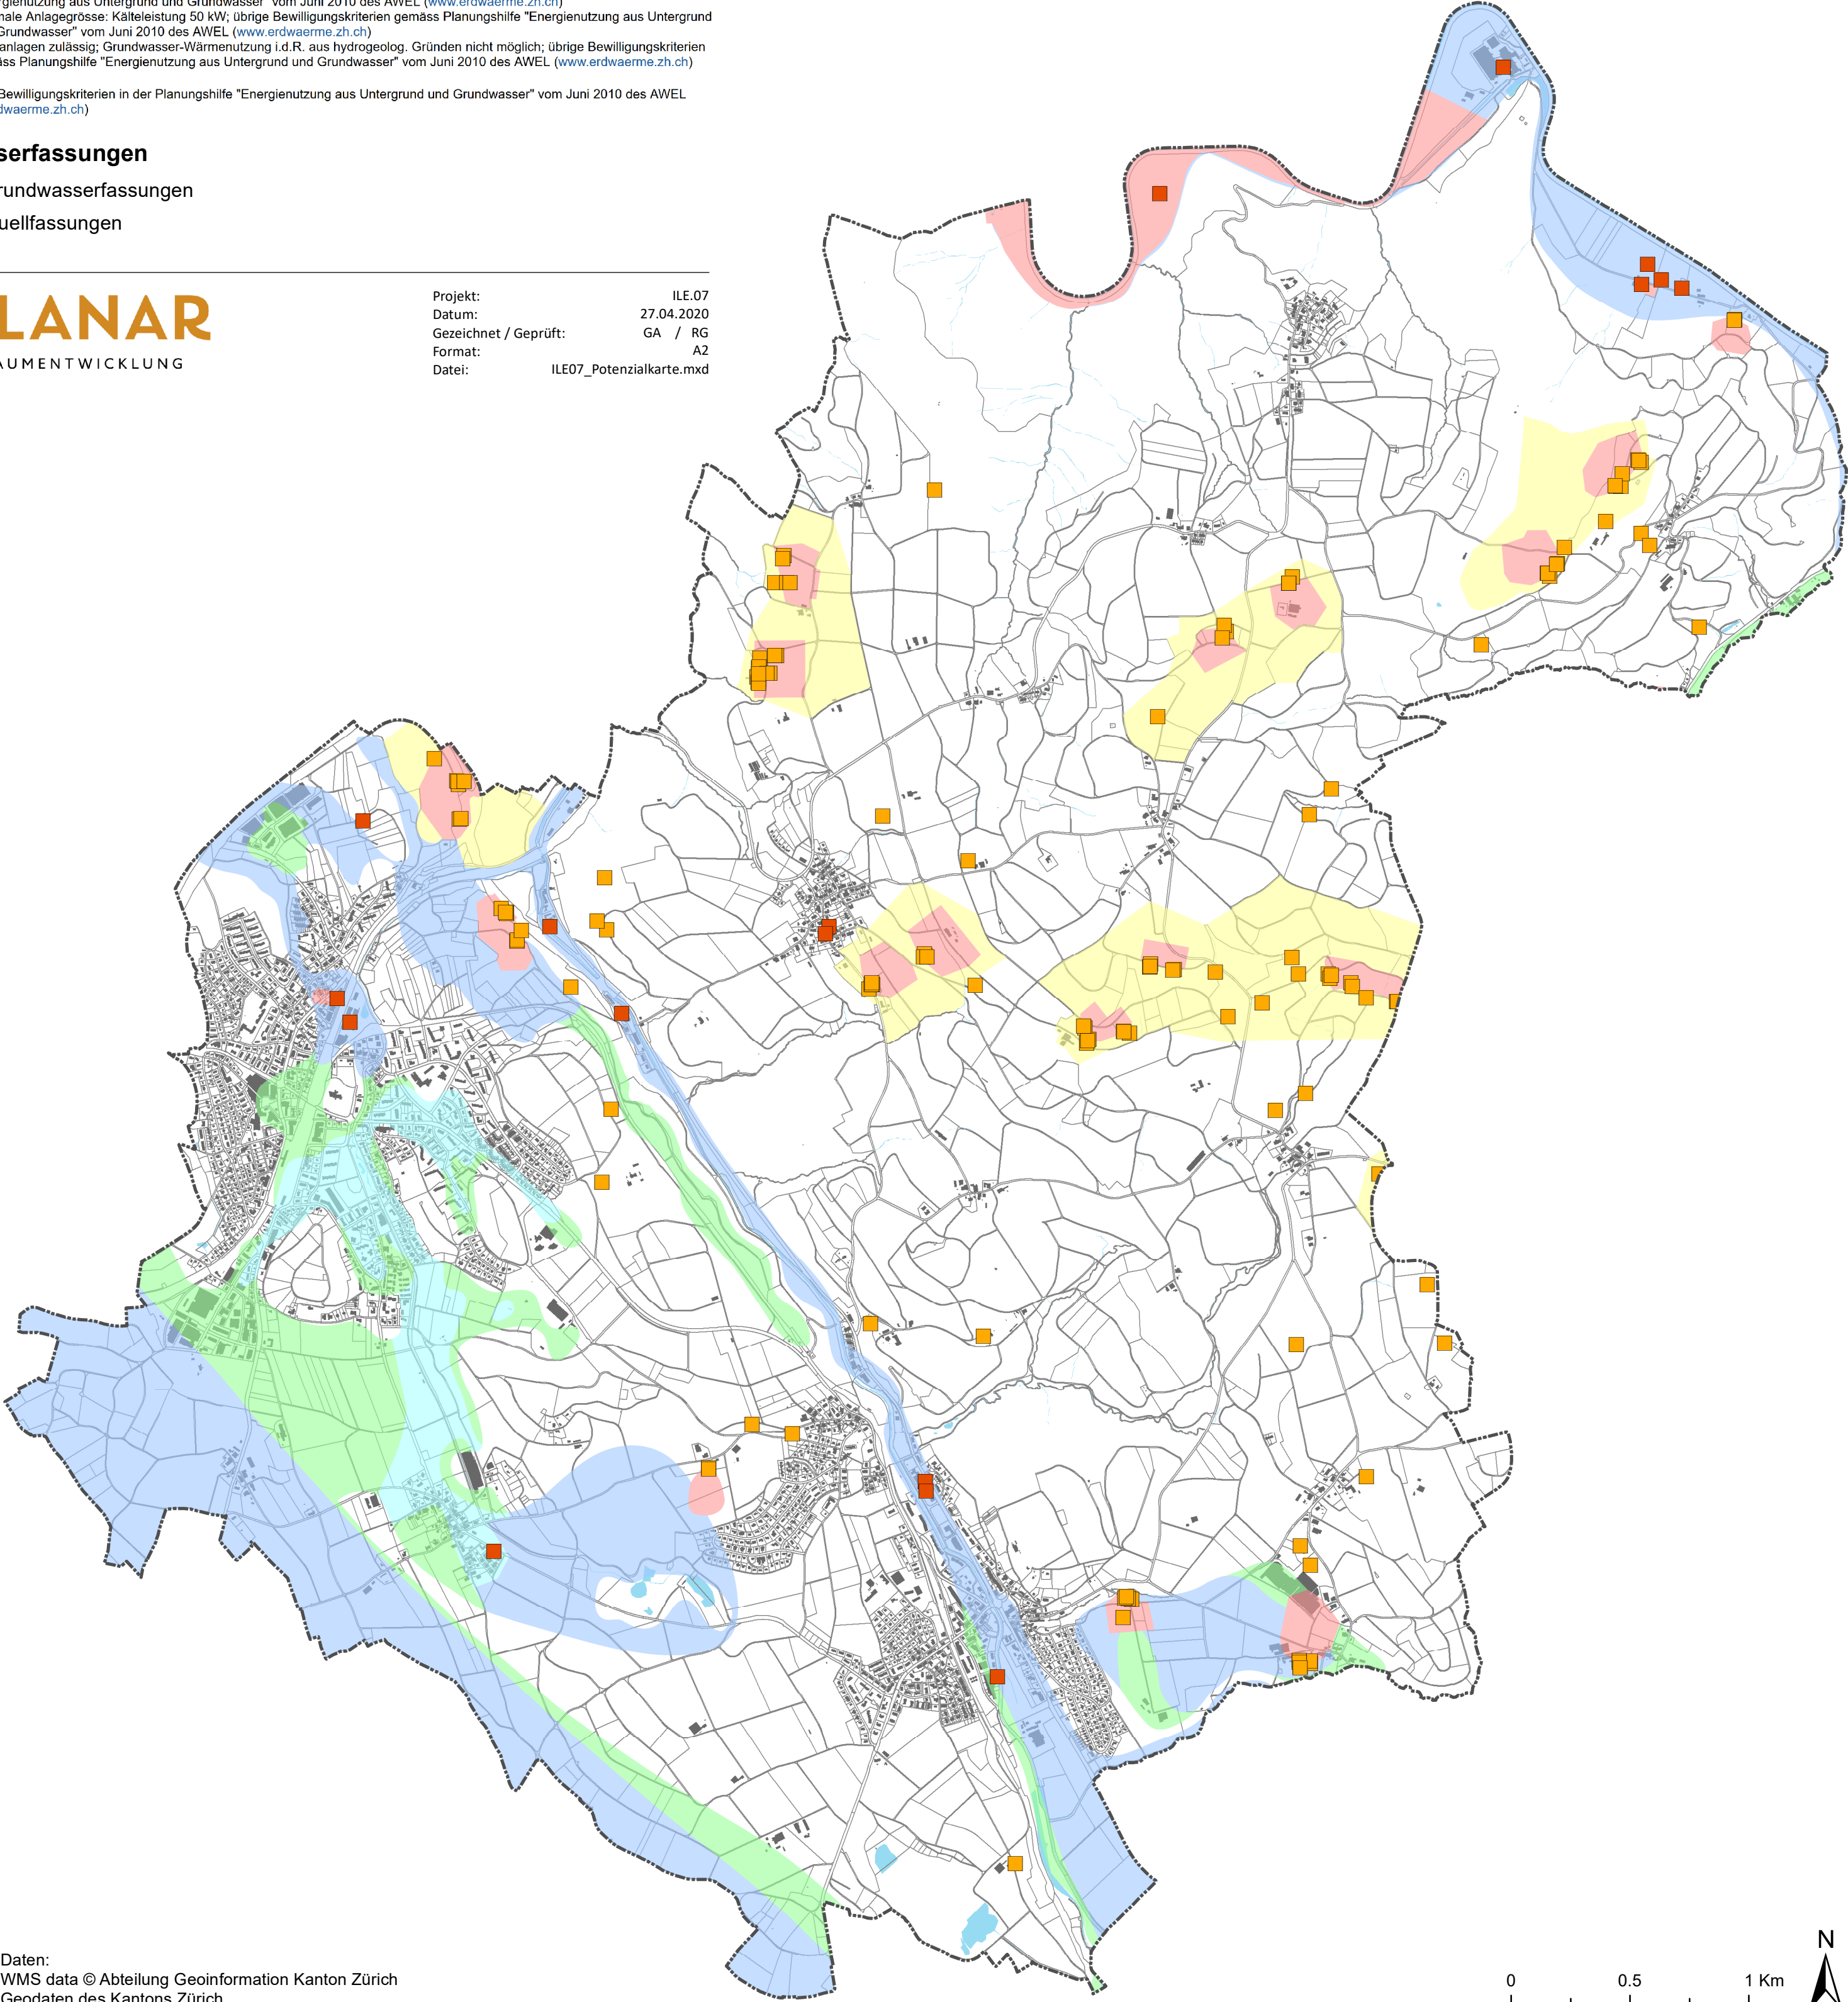 rgienutzung aus Untergrund und Grundwasser" vom Juni 2010 des AWEL (www.erdwaerme.zh.ch)
nale Anlagegrösse: Kälteleistung 50 kW; übrige Bewilligungskriterien gemäss Planungshilfe "Energienutzung aus Untergrund
Grundwasser" vom Juni 2010 des AWEL (www.erdwaerme.zh.ch)
anlagen zulässig; Grundwasser-Wärmenutzung i.d.R. aus hydrogeolog. Gründen nicht möglich; übrige Bewilligungskriterien
äss Planungshilfe "Energienutzung aus Untergrund und Grundwasser" vom Juni 2010 des AWEL (www.erdwaerme.zh.ch)
Bewilligungskriterien in der Planungshilfe "Energienutzung aus Untergrund und Grundwasser" vom Juni 2010 des AWEL
dwaerme.zh.ch)
serfassungen
rundwasserfassungen
uellfassungen
LANAR
AUMENTWICKLUNG
Projekt: ILE.07
Datum: 27.04.2020
Gezeichnet / Geprüft: GA / RG
Format: A2
Datei: ILE07_Potenzialkarte.mxd
Daten:
WMS data © Abteilung Geoinformation Kanton Zürich
Geodaten des Kantons Zürich
N
0 0.5 1 Km